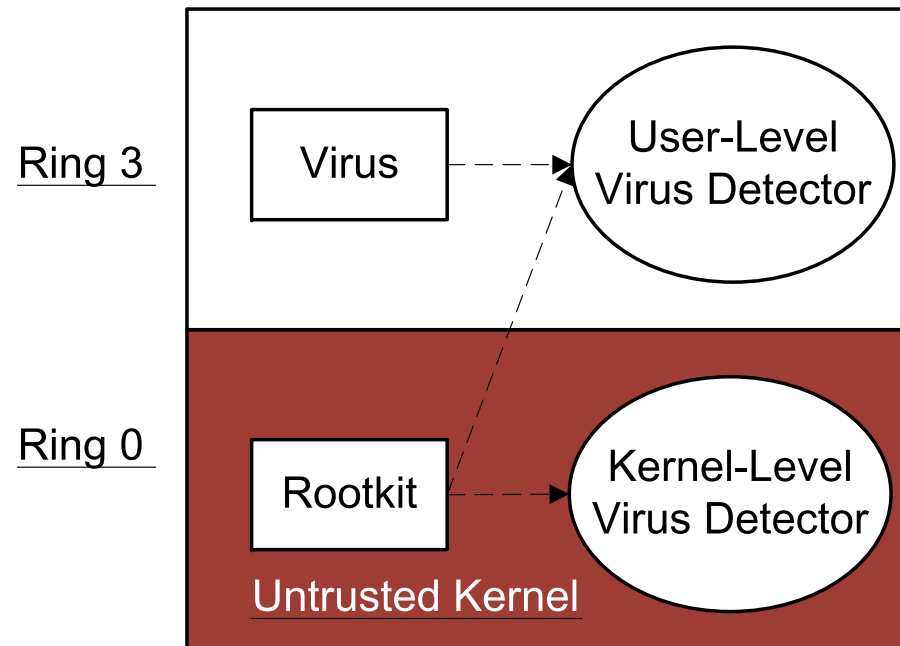 Ring 3
Virus
User-Level
Virus Detector
Ring 0
Rootkit
Kernel-Level
Virus Detector
Untrusted Kernel